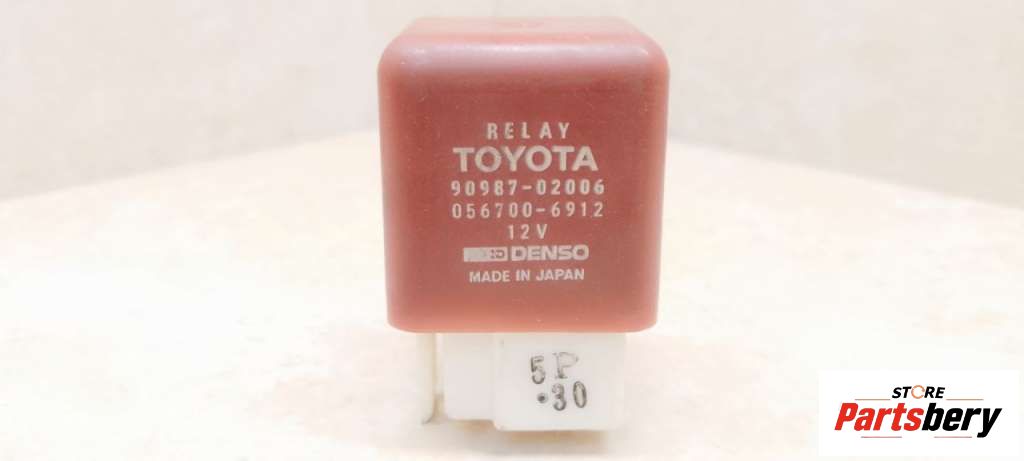 RELAY
TOYOTA
90987-02006
056700-6912
12V
DENSO
MADE IN JAPAN
5P
·30
STORE
Partsbery